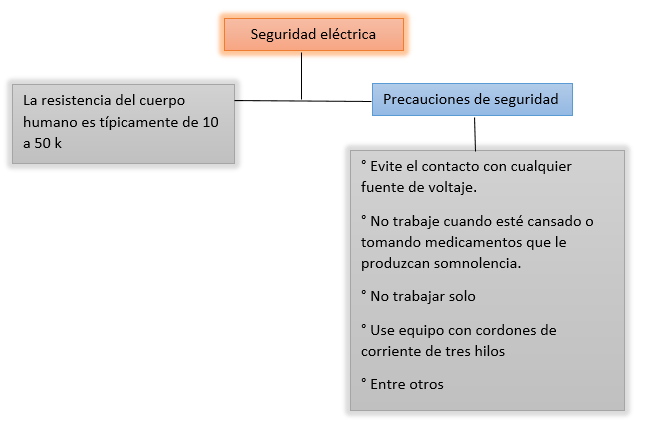 Seguridad eléctrica
La resistencia del cuerpo
humano es típicamente de 10
a 50 k
Precauciones de seguridad
° Evite el contacto con cualquier
fuente de voltaje.
° No trabaje cuando esté cansado o
tomando medicamentos que le
produzcan somnolencia.
° No trabajar solo
° Use equipo con cordones de
corriente de tres hilos
° Entre otros